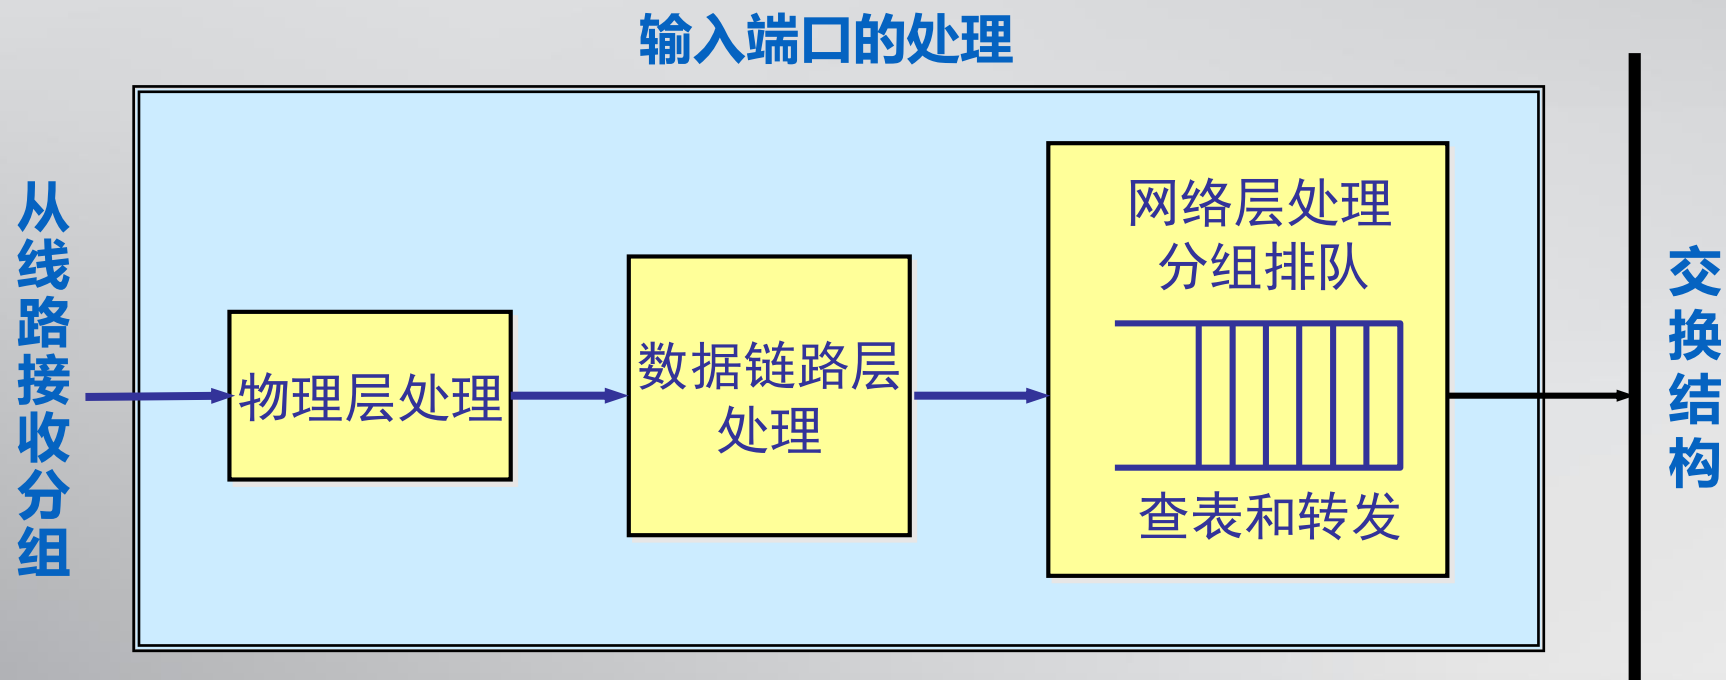 输入端口的处理
从线路接收分组
物理层处理
数据链路层
处理
网络层处理
分组排队
查表和转发
交换结构